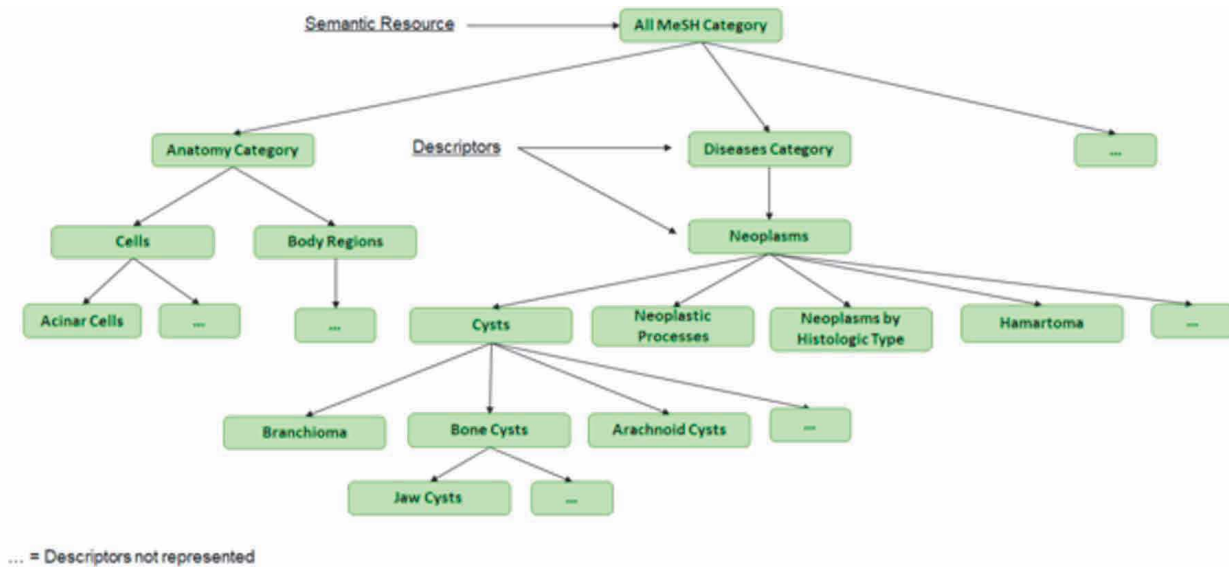 Semantic Resource
All MeSH Category
Anatomy Category
Descriptors
Diseases Category
...
Cells
Body Regions
Neoplasms
Acinar Cells
...
...
Cysts
Neoplastic
Processes
Neoplasms by
Histologic Type
Hamartoma
...
Branchioma
Bone Cysts
Arachnoid Cysts
...
Jaw Cysts
...
... = Descriptors not represented